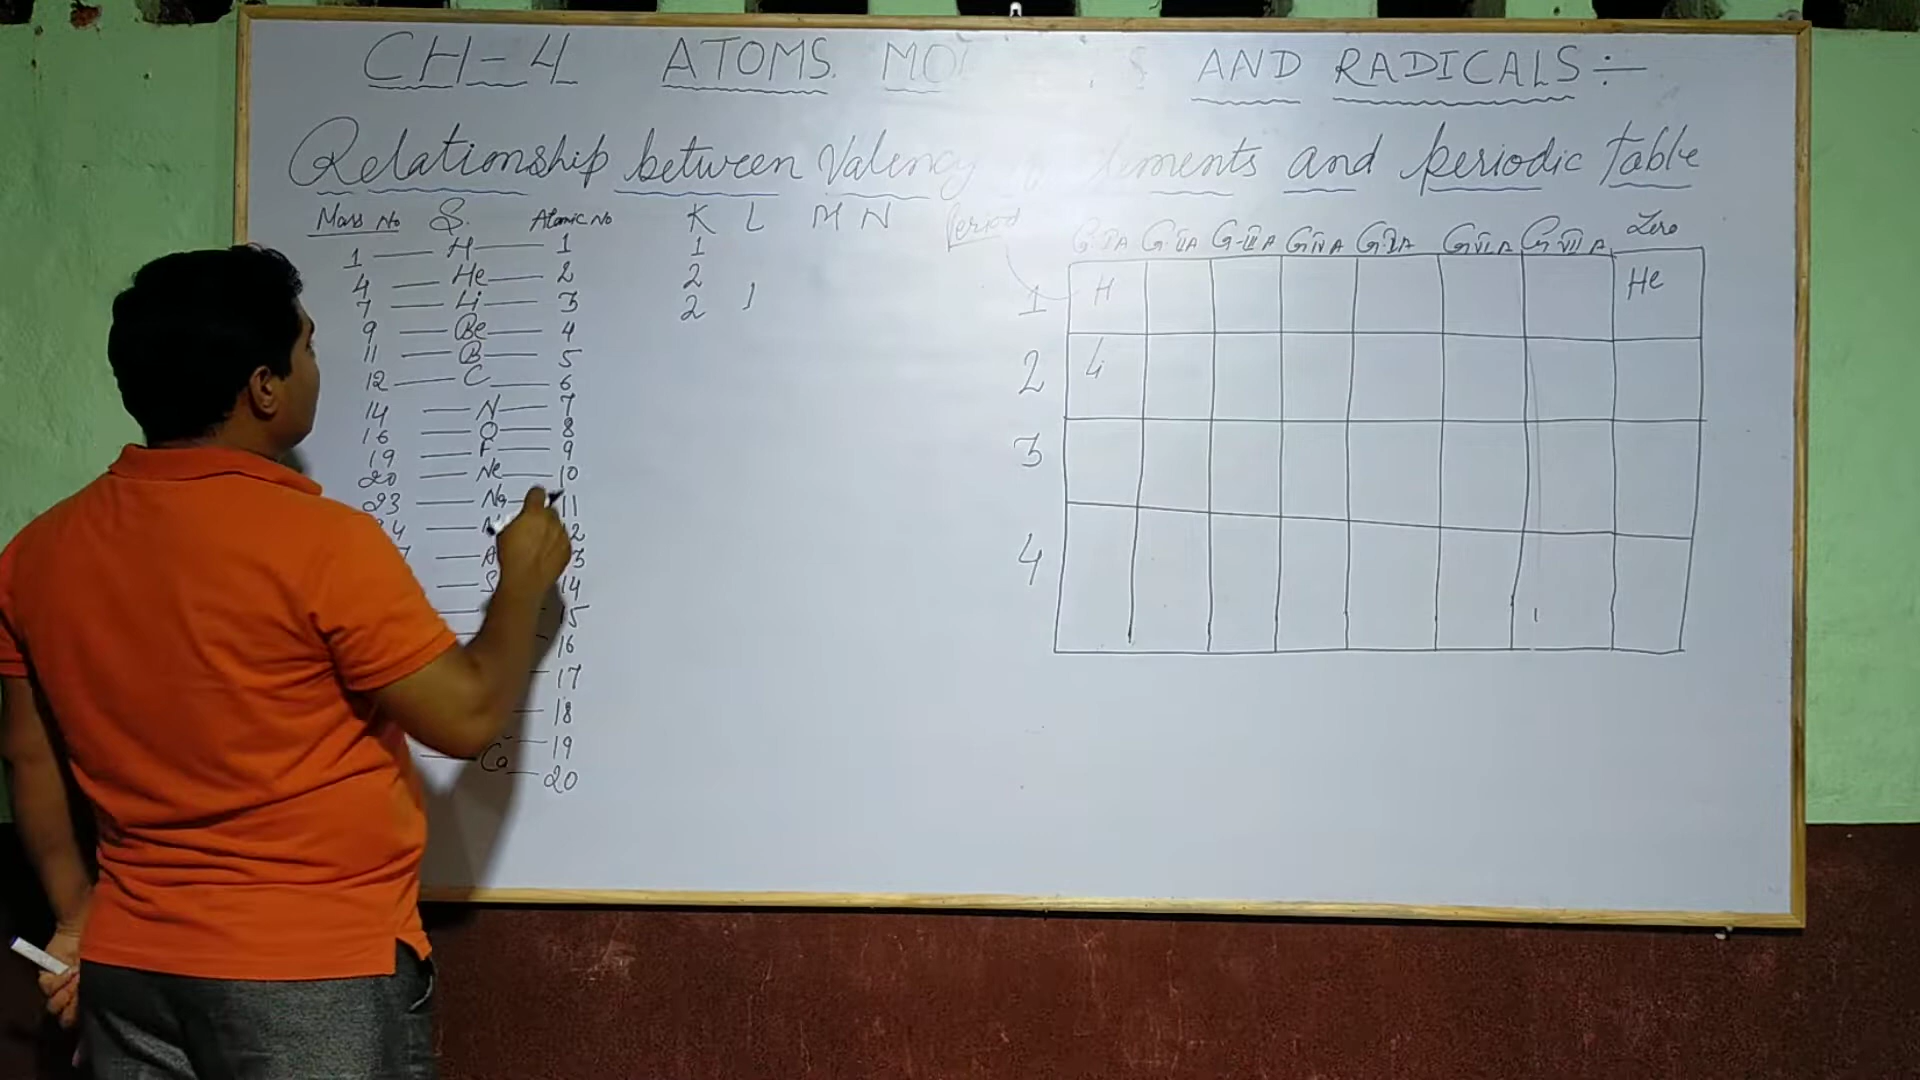 CH-4 ATOMS. AND RADICALS:-
Relationship between Valency and periodic table
Mass No S. Atomic No K L M N Period G-IA G-IIA G-IIIA G-IVA G-VA G-VIA G-VIIA Zero
1 — H — 1 1
4 — He — 2 2
7 — Li — 3 2 1
9 — Be — 4
11 — B — 5
12 — C — 6
14 — N — 7
16 — O — 8
19 — F — 9
20 — Ne — 10
23 — Na — 11
14
15
16
17
18
19
Ca — 20
1 H He
2 Li
3
4